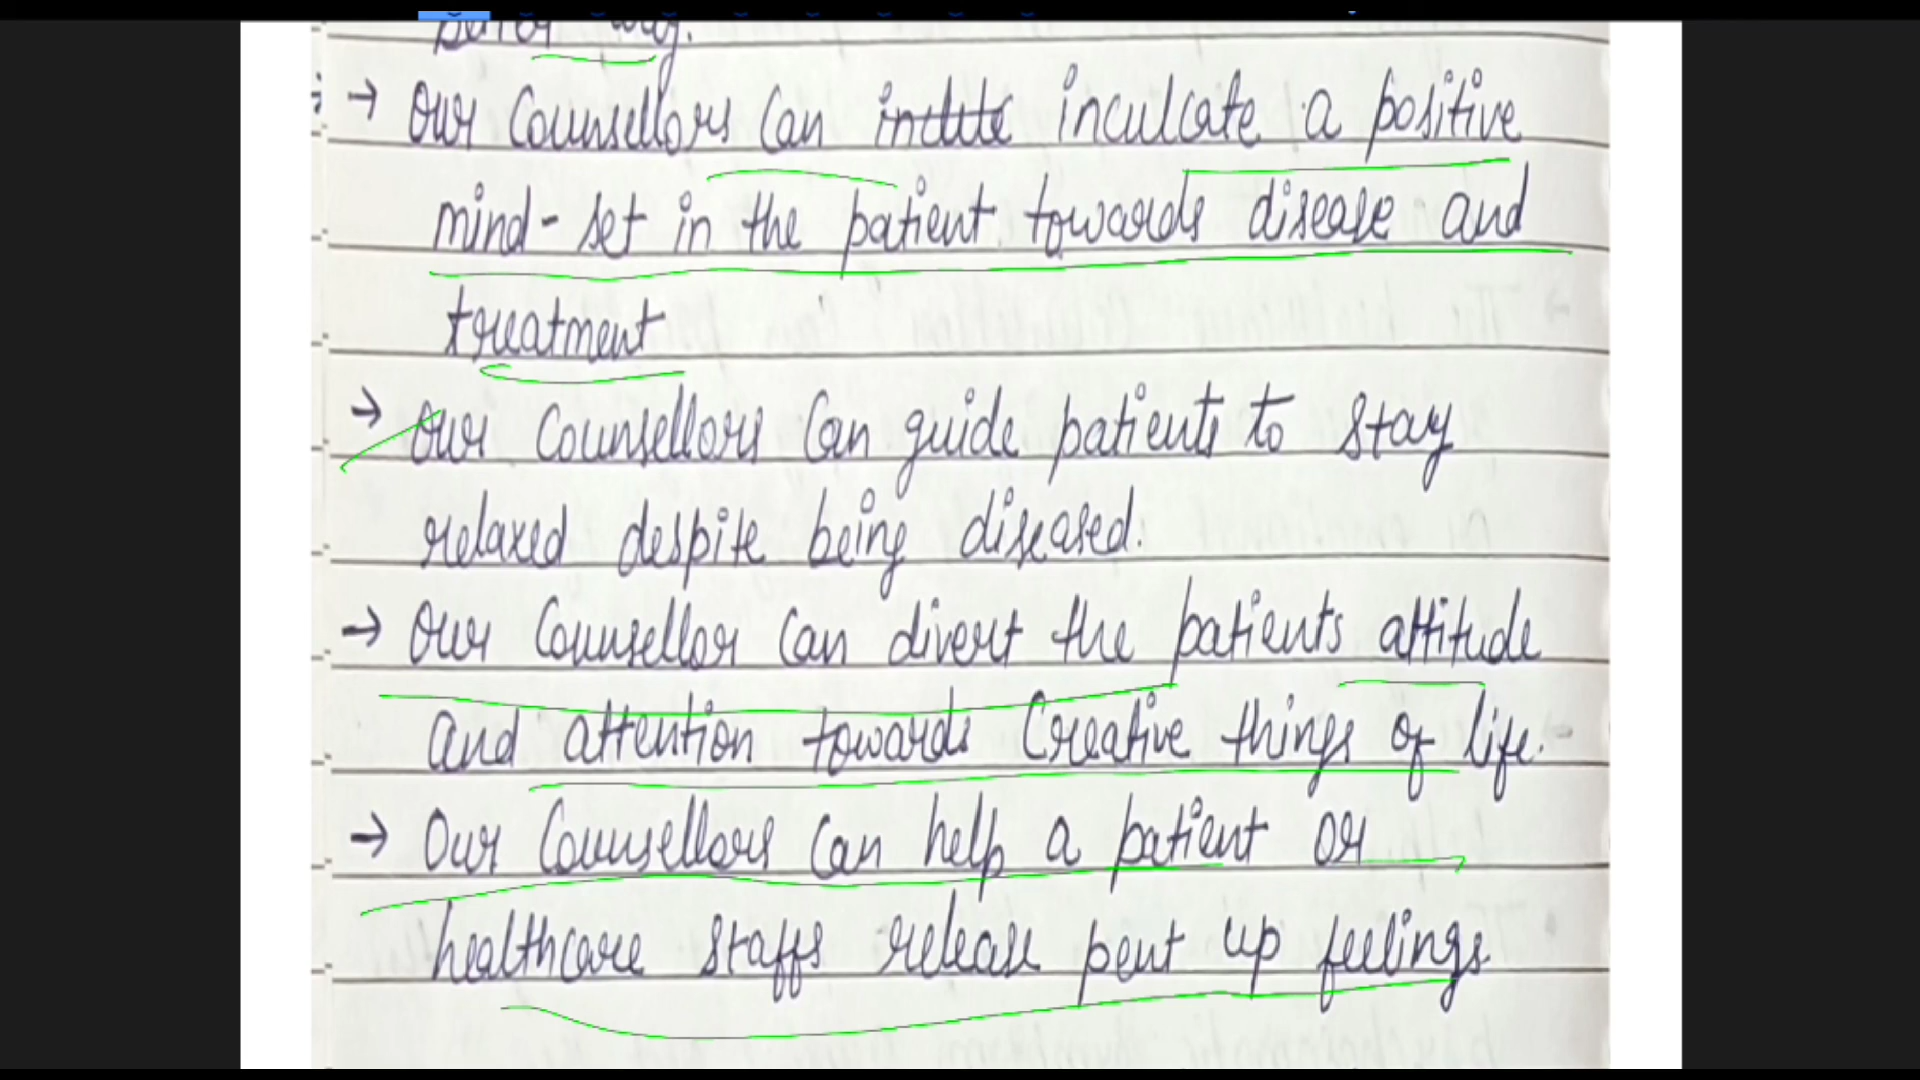 way.
→ Our Counsellors Can inculcate a positive
mind-set in the patient towards disease and
treatment
→ Our Counsellors Can guide patients to stay
relaxed despite being diseased.
→ Our Counsellor Can divert the patients attitude
and attention towards Creative things of life.
→ Our Counsellors Can help a patient or
healthcare staffs release pent up feelings